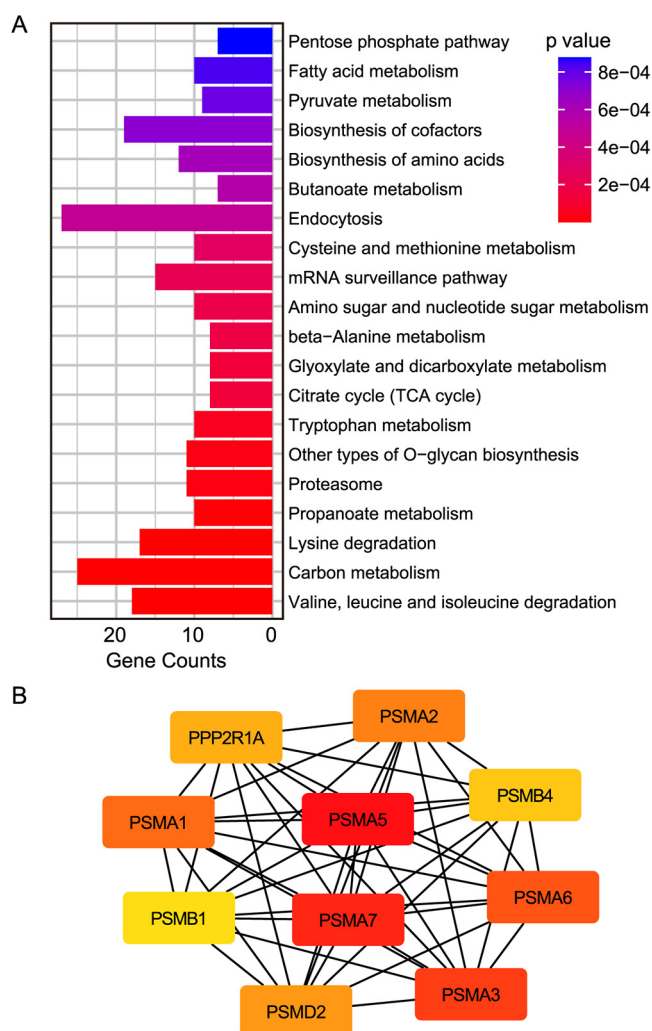 A
p value
Pentose phosphate pathway
Fatty acid metabolism
Pyruvate metabolism
Biosynthesis of cofactors
Biosynthesis of amino acids
Butanoate metabolism
Endocytosis
Cysteine and methionine metabolism
mRNA surveillance pathway
Amino sugar and nucleotide sugar metabolism
beta−Alanine metabolism
Glyoxylate and dicarboxylate metabolism
Citrate cycle (TCA cycle)
Tryptophan metabolism
Other types of O−glycan biosynthesis
Proteasome
Propanoate metabolism
Lysine degradation
Carbon metabolism
Valine, leucine and isoleucine degradation
8e−04
6e−04
4e−04
2e−04
20 10 0
Gene Counts
B
PSMA2
PPP2R1A
PSMB4
PSMA1
PSMA5
PSMA6
PSMB1
PSMA7
PSMA3
PSMD2